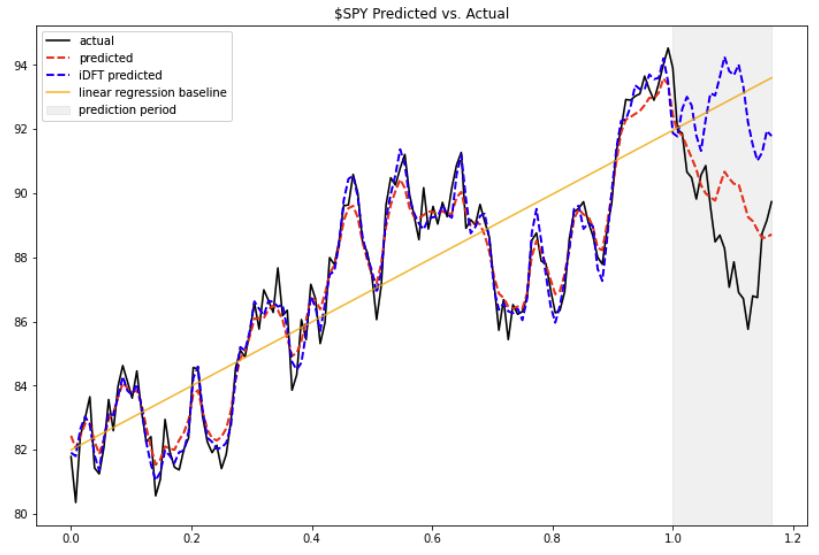 $SPY Predicted vs. Actual
actual
predicted
iDFT predicted
linear regression baseline
prediction period
94
92
90
88
86
84
82
80
0.0 0.2 0.4 0.6 0.8 1.0 1.2